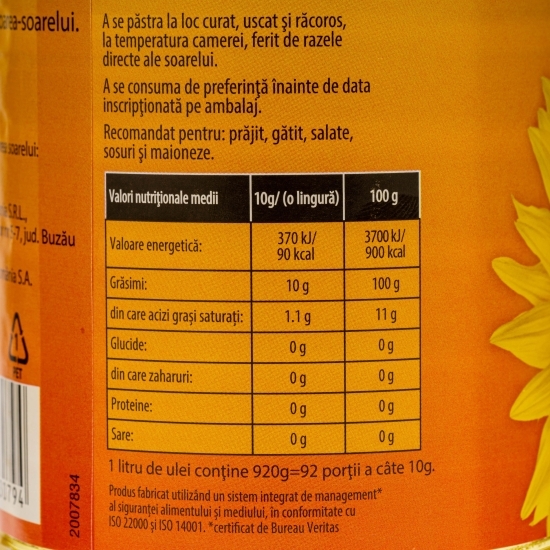 area-soarelui.
A se păstra la loc curat, uscat şi răcoros,
la temperatura camerei, ferit de razele
directe ale soarelui.
A se consuma de preferinţă înainte de data
inscripţionată pe ambalaj.
Recomandat pentru: prăjit, gătit, salate,
sosuri şi maioneze.
soarelui:
S.R.L.,
jud. Buzău
S.A.
PET
2007834
Valori nutriţionale medii 10g/ (o lingură) 100 g
Valoare energetică: 370 kJ/ 3700 kJ/
90 kcal 900 kcal
Grăsimi: 10 g 100 g
din care acizi graşi saturaţi: 1.1 g 11 g
Glucide: 0 g 0 g
din care zaharuri: 0 g 0 g
Proteine: 0 g 0 g
Sare: 0 g 0 g
1 litru de ulei conţine 920g=92 porţii a câte 10g.
Produs fabricat utilizând un sistem integrat de management*
al siguranţei alimentului şi mediului, în conformitate cu
ISO 22000 şi ISO 14001. *certificat de Bureau Veritas